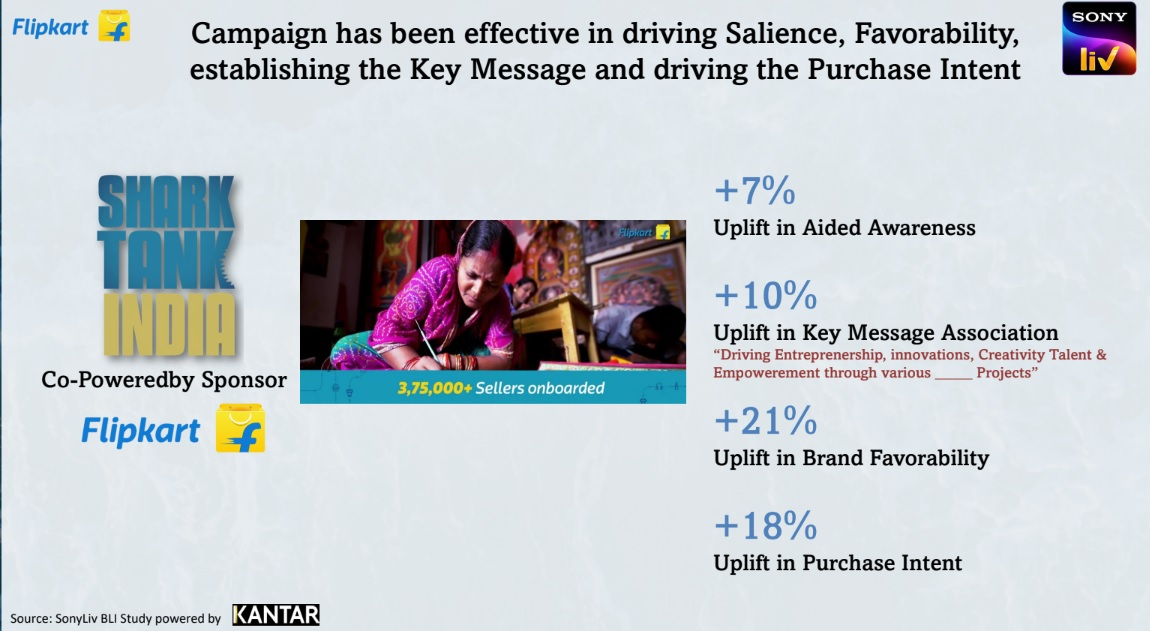 Flipkart
Campaign has been effective in driving Salience, Favorability,
establishing the Key Message and driving the Purchase Intent
SONY
liv
SHARK
TANK
INDIA
Co-Poweredby Sponsor
Flipkart
Flipkart
3,75,000+ Sellers onboarded
+7%
Uplift in Aided Awareness
+10%
Uplift in Key Message Association
“Driving Entreprenership, innovations, Creativity Talent &
Empowerement through various _____ Projects”
+21%
Uplift in Brand Favorability
+18%
Uplift in Purchase Intent
Source: SonyLiv BLI Study powered by KANTAR